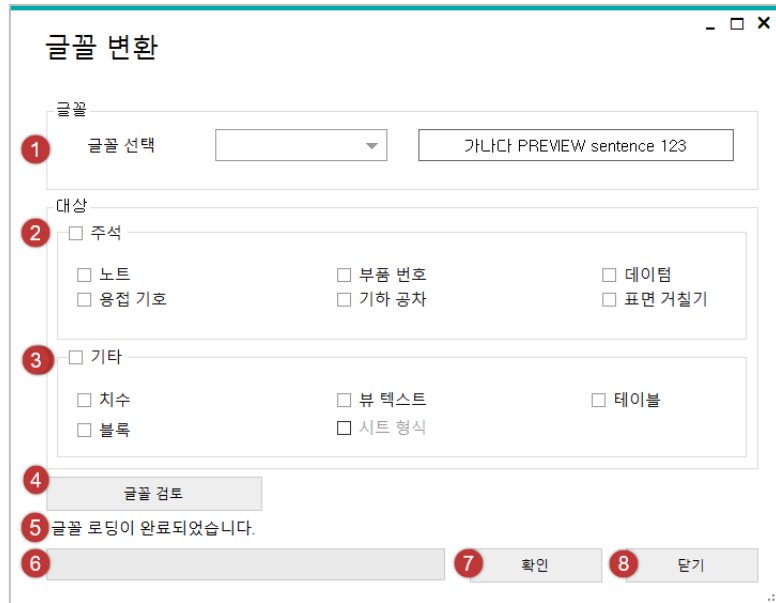 글꼴 변환
글꼴
1 글꼴 선택 가나다 PREVIEW sentence 123
대상
2 주석
노트 부품 번호 데이텀
용접 기호 기하 공차 표면 거칠기
3 기타
치수 뷰 텍스트 테이블
블록 시트 형식
4 글꼴 검토
5 글꼴 로딩이 완료되었습니다.
6 7 확인 8 닫기